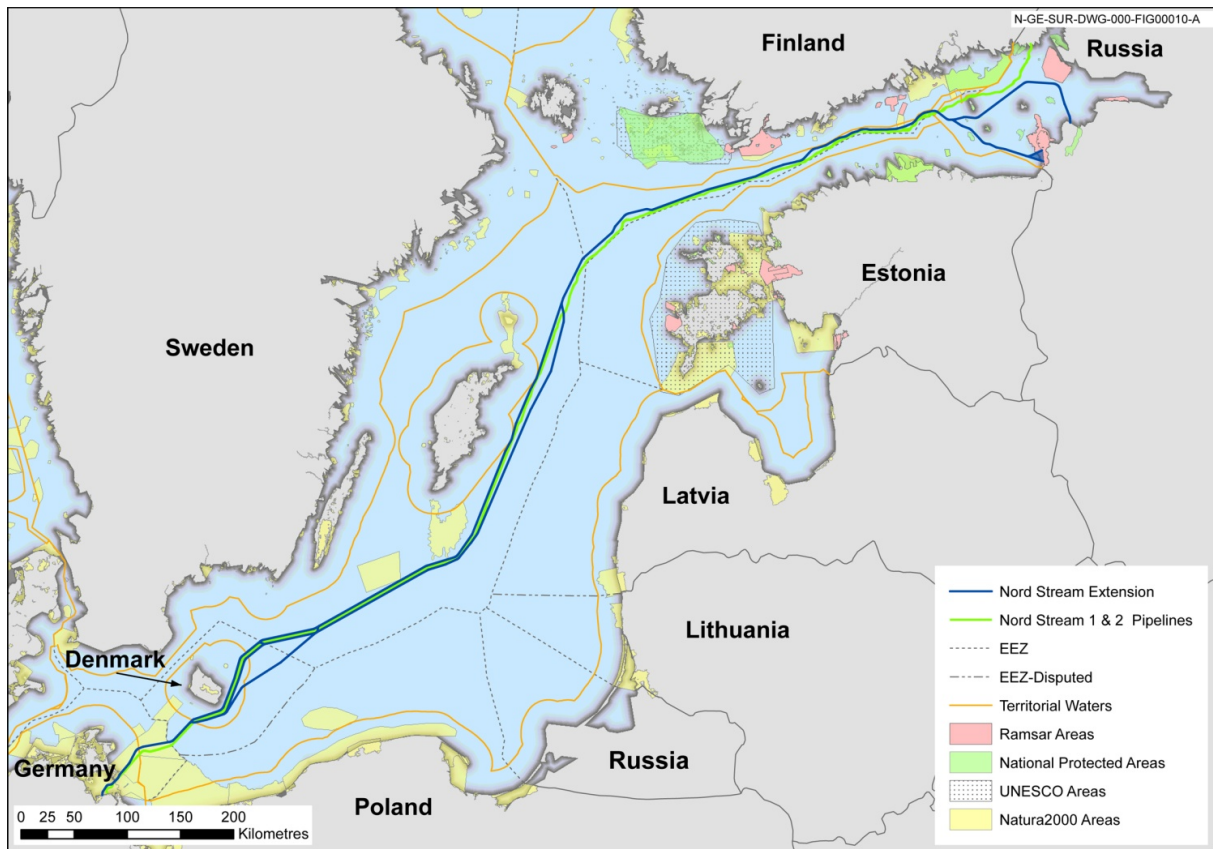 N-GE-SUR-DWG-000-FIG00010-A
Finland
Russia
Estonia
Sweden
Latvia
Lithuania
Denmark
Russia
Germany
Poland
0 25 50 100 150 200
Kilometres
Nord Stream Extension
Nord Stream 1 & 2 Pipelines
EEZ
EEZ-Disputed
Territorial Waters
Ramsar Areas
National Protected Areas
UNESCO Areas
Natura2000 Areas